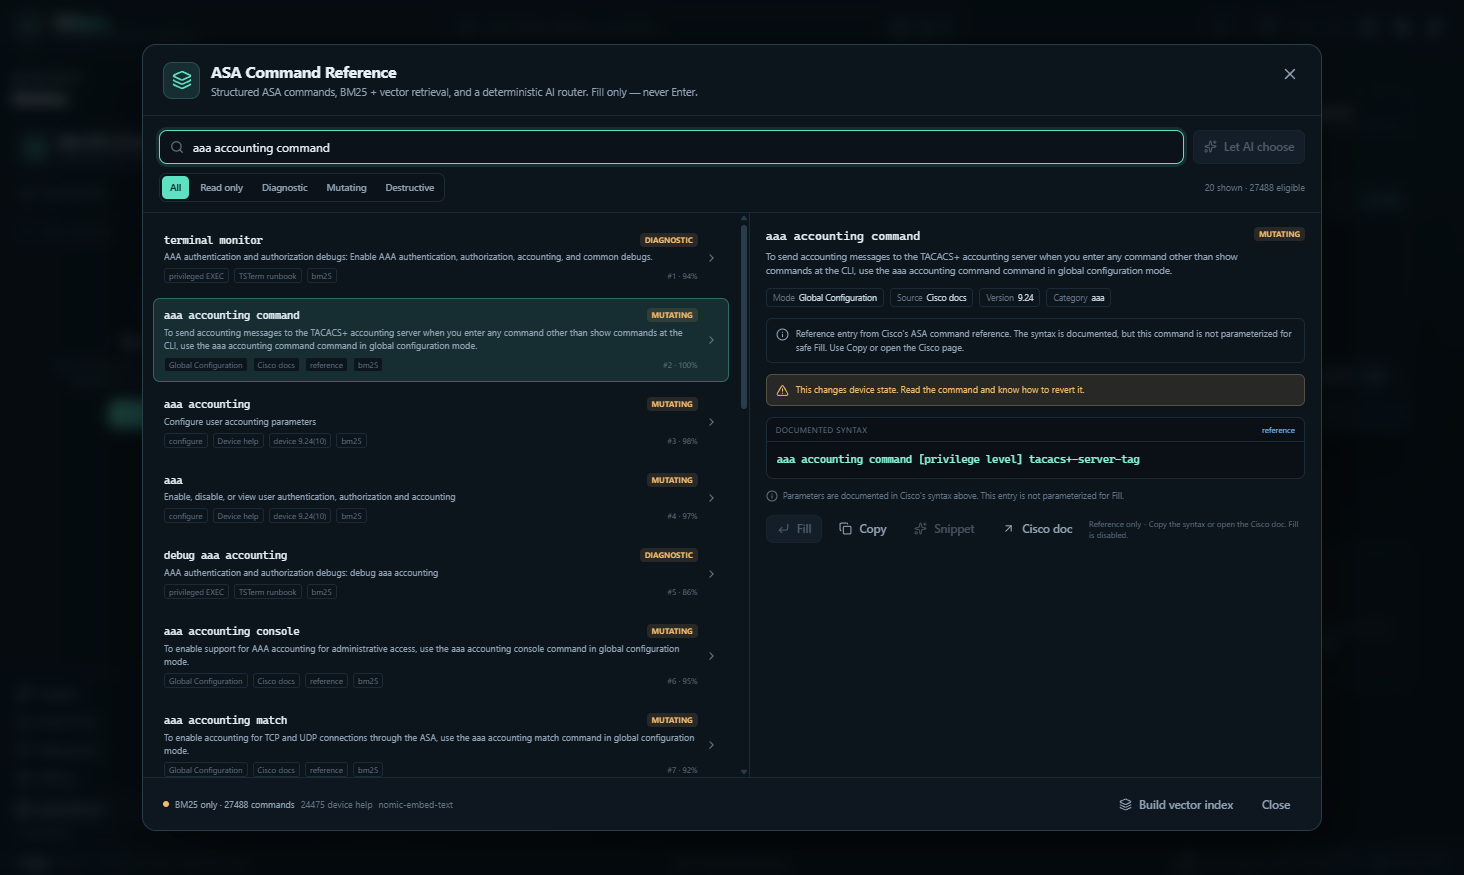 ASA Command Reference
Structured ASA commands, BM25 + vector retrieval, and a deterministic AI router. Fill only — never Enter.
aaa accounting command
Let AI choose
All
Read only
Diagnostic
Mutating
Destructive
20 shown · 27488 eligible
terminal monitor
DIAGNOSTIC
AAA authentication and authorization debugs: Enable AAA authentication, authorization, accounting, and common debugs.
privileged EXEC
TSTerm runbook
bm25
#1 · 94%
aaa accounting command
MUTATING
To send accounting messages to the TACACS+ accounting server when you enter any command other than show commands at the
CLI, use the aaa accounting command command in global configuration mode.
Global Configuration
Cisco docs
reference
bm25
#2 · 100%
aaa accounting
MUTATING
Configure user accounting parameters
configure
Device help
device 9.24(10)
bm25
#3 · 98%
aaa
MUTATING
Enable, disable, or view user authentication, authorization and accounting
configure
Device help
device 9.24(10)
bm25
#4 · 97%
debug aaa accounting
DIAGNOSTIC
AAA authentication and authorization debugs: debug aaa accounting
privileged EXEC
TSTerm runbook
bm25
#5 · 86%
aaa accounting console
MUTATING
To enable support for AAA accounting for administrative access, use the aaa accounting console command in global configuration
mode.
Global Configuration
Cisco docs
reference
bm25
#6 · 95%
aaa accounting match
MUTATING
To enable accounting for TCP and UDP connections through the ASA, use the aaa accounting match command in global configuration
mode.
Global Configuration
Cisco docs
reference
bm25
#7 · 92%
aaa accounting command
MUTATING
To send accounting messages to the TACACS+ accounting server when you enter any command other than show
commands at the CLI, use the aaa accounting command command in global configuration mode.
Mode Global Configuration
Source Cisco docs
Version 9.24
Category aaa
Reference entry from Cisco's ASA command reference. The syntax is documented, but this command is not parameterized for
safe Fill. Use Copy or open the Cisco page.
This changes device state. Read the command and know how to revert it.
DOCUMENTED SYNTAX
reference
aaa accounting command [privilege level] tacacs+-server-tag
Parameters are documented in Cisco's syntax above. This entry is not parameterized for Fill.
Fill
Copy
Snippet
Cisco doc
Reference only · Copy the syntax or open the Cisco doc. Fill
is disabled.
BM25 only · 27488 commands
24475 device help
nomic-embed-text
Build vector index
Close